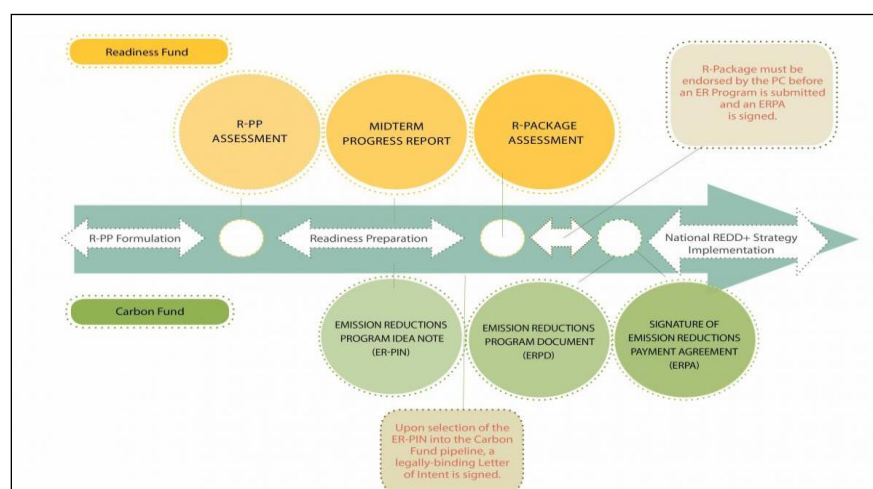 Readiness Fund
R-PP
ASSESSMENT
MIDTERM
PROGRESS REPORT
R-PACKAGE
ASSESSMENT
R-Package must be
endorsed by the PC before
an ER Program is submitted
and an ERPA
is signed.
R-PP Formulation
Readiness Preparation
National REDD+ Strategy
Implementation
Carbon Fund
EMISSION REDUCTIONS
PROGRAM IDEA NOTE
(ER-PIN)
EMISSION REDUCTIONS
PROGRAM DOCUMENT
(ERPD)
SIGNATURE OF
EMISSION REDUCTIONS
PAYMENT AGREEMENT
(ERPA)
Upon selection of the
ER-PIN into the Carbon
Fund pipeline, a
legally-binding Letter
of Intent is signed.